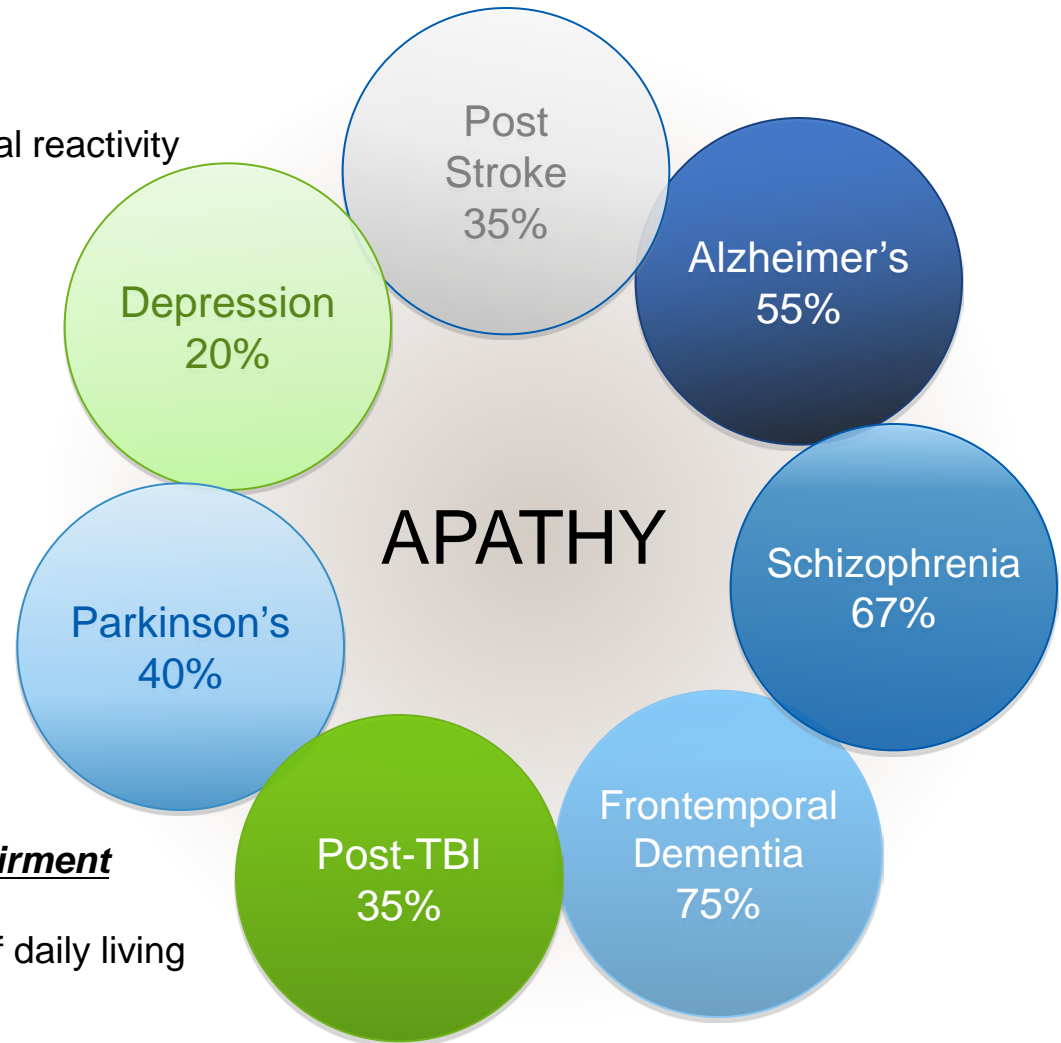 al reactivity
Post
Stroke
35%
Alzheimer’s
55%
Depression
20%
APATHY
Schizophrenia
67%
Parkinson’s
40%
Frontemporal
Dementia
75%
Post-TBI
35%
irment
f daily living